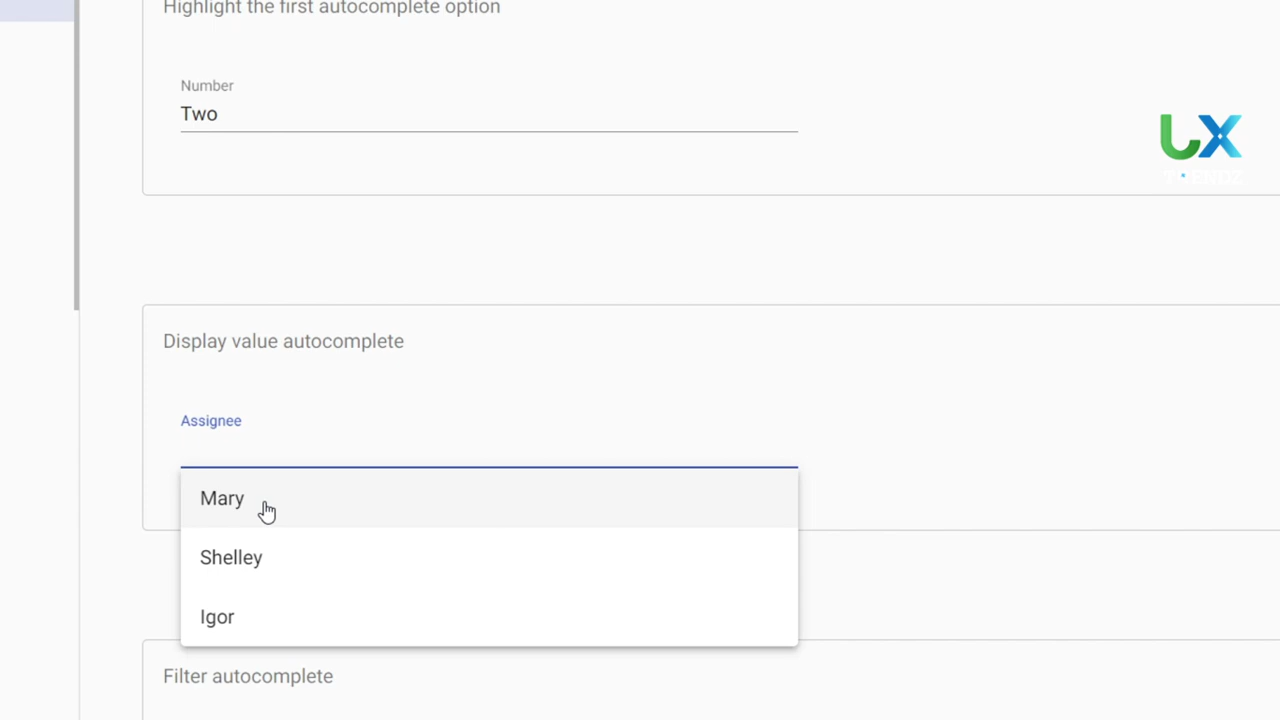 Highlight the first autocomplete option
Number
Two
UX
Display value autocomplete
Assignee
Mary
Shelley
Igor
Filter autocomplete